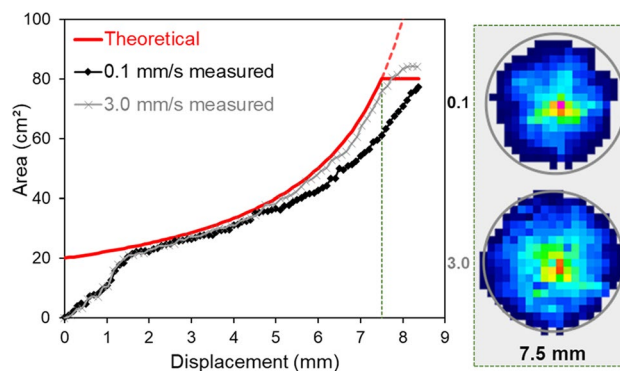 Theoretical
0.1 mm/s measured
3.0 mm/s measured
Area (cm²)
100
80
60
40
20
0
0 1 2 3 4 5 6 7 8 9
Displacement (mm)
0.1
3.0
7.5 mm